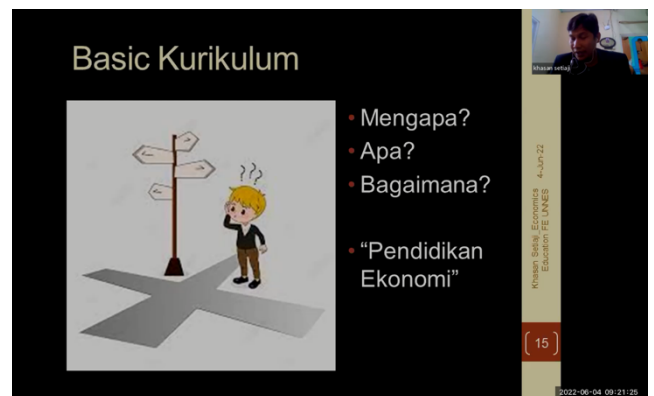 Basic Kurikulum
• Mengapa?
• Apa?
• Bagaimana?
• “Pendidikan
Ekonomi”
khasan setiaji
Khasan Setiaji_Economics 4-Jun-22
Education FE UNNES
15
2022-06-04 09:21:25